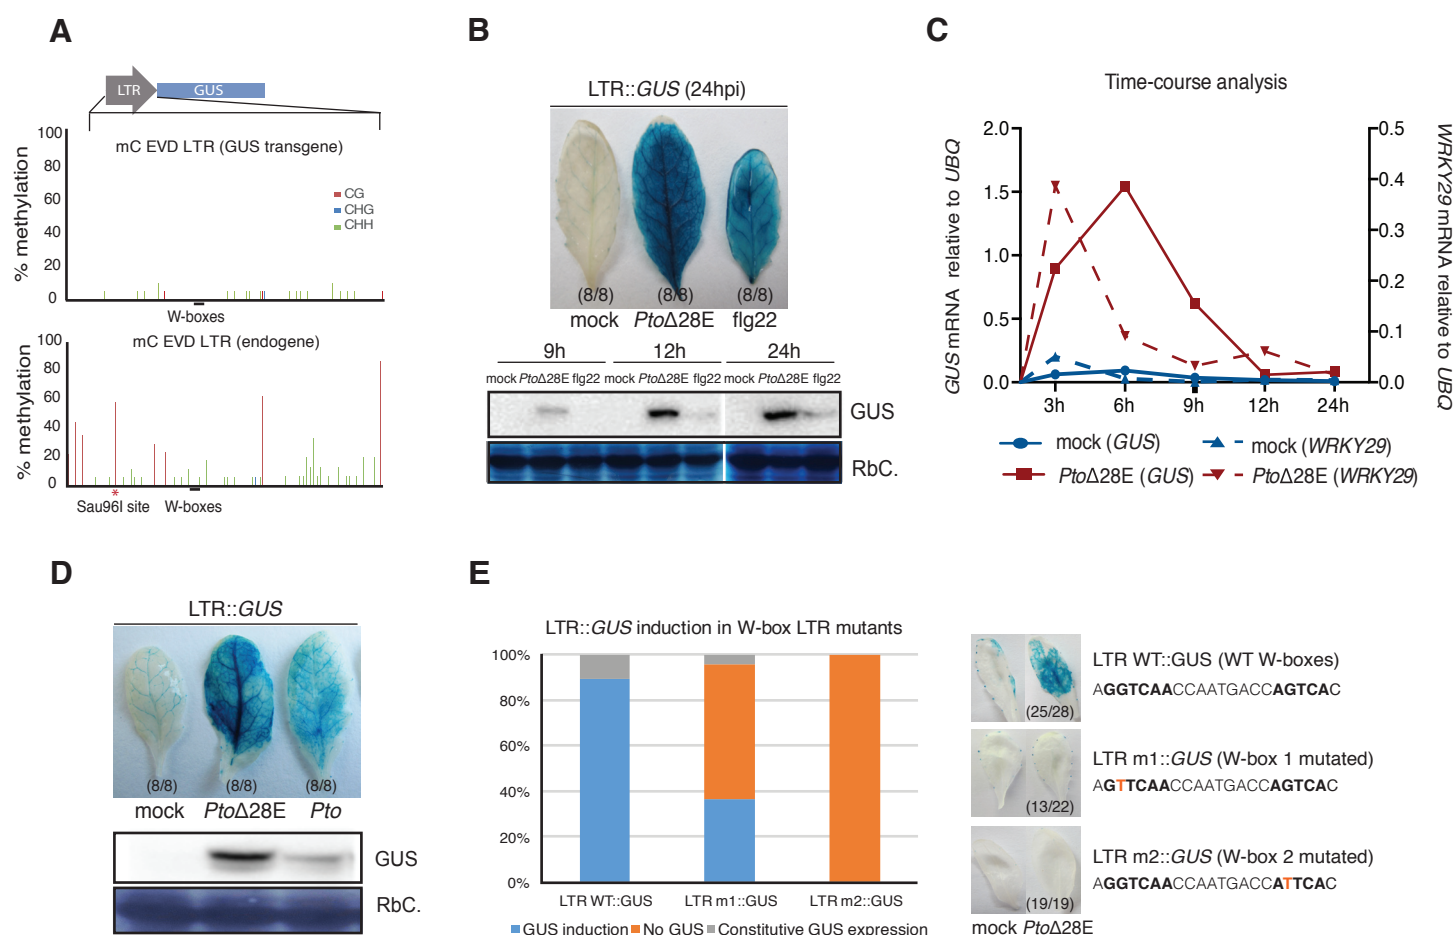 A
LTR
GUS
100
80
60
40
20
0
% methylation
mC EVD LTR (GUS transgene)
CG
CHG
CHH
W-boxes
100
80
60
40
20
0
% methylation
mC EVD LTR (endogene)
*
Sau96I site
W-boxes
B
LTR::GUS (24hpi)
(8/8) (8/8) (8/8)
mock PtoΔ28E flg22
9h 12h 24h
mock PtoΔ28E flg22 mock PtoΔ28E flg22 mock PtoΔ28E flg22
GUS
RbC.
C
Time-course analysis
GUS mRNA relative to UBQ
2.0
1.5
1.0
0.5
0.0
0.5
0.4
0.3
0.2
0.1
0.0
WRKY29 mRNA relative to UBQ
3h 6h 9h 12h 24h
mock (GUS) mock (WRKY29)
PtoΔ28E (GUS) PtoΔ28E (WRKY29)
D
LTR::GUS
(8/8) (8/8) (8/8)
mock PtoΔ28E Pto
GUS
RbC.
E
LTR::GUS induction in W-box LTR mutants
100%
80%
60%
40%
20%
0%
LTR WT::GUS LTR m1::GUS LTR m2::GUS
GUS induction No GUS Constitutive GUS expression
(25/28)
LTR WT::GUS (WT W-boxes)
AGGTCAACCAATGACCAGTCAC
(13/22)
LTR m1::GUS (W-box 1 mutated)
AGTTCAACCAATGACCAGTCAC
(19/19)
LTR m2::GUS (W-box 2 mutated)
AGGTCAACCAATGACCATTCAC
mock PtoΔ28E